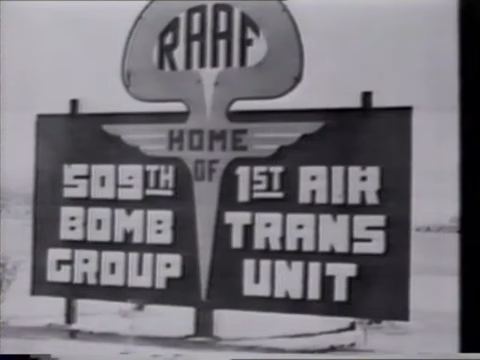 RAAF
HOME
OF
509TH
BOMB
GROUP
1ST AIR
TRANS
UNIT